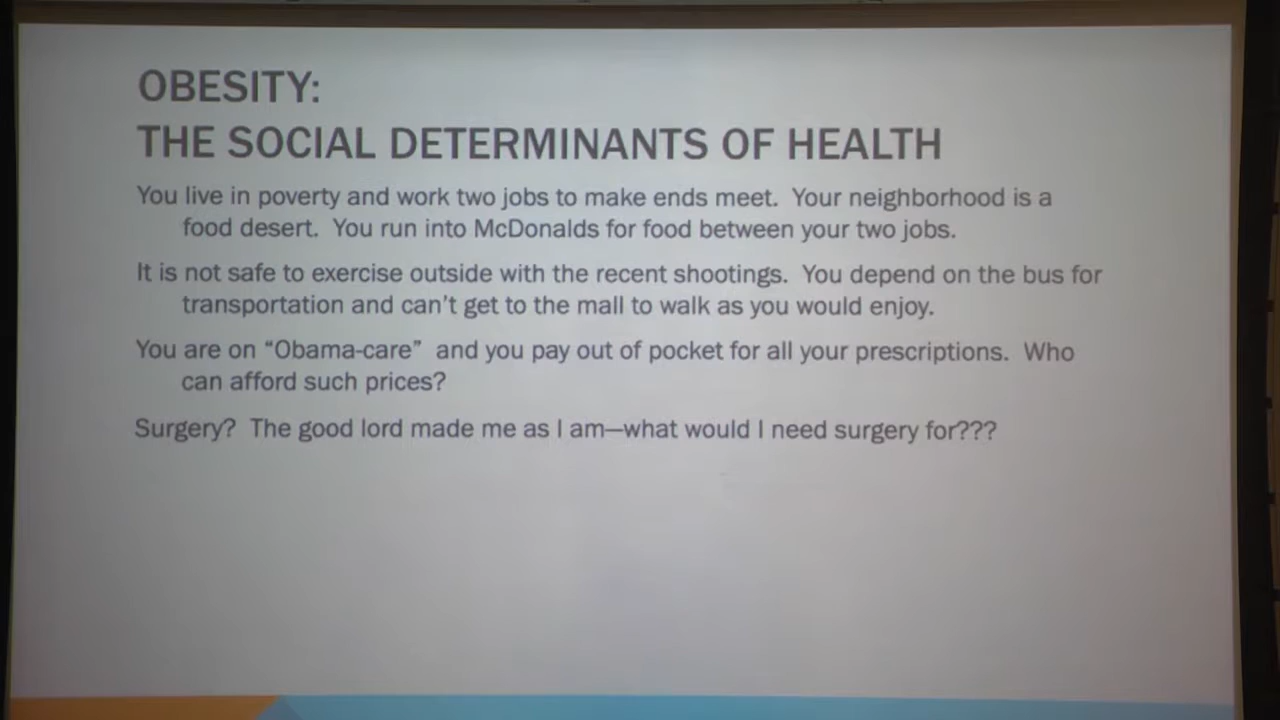 OBESITY:
THE SOCIAL DETERMINANTS OF HEALTH
You live in poverty and work two jobs to make ends meet.  Your neighborhood is a
food desert.  You run into McDonalds for food between your two jobs.
It is not safe to exercise outside with the recent shootings.  You depend on the bus for
transportation and can't get to the mall to walk as you would enjoy.
You are on “Obama-care”  and you pay out of pocket for all your prescriptions.  Who
can afford such prices?
Surgery?  The good lord made me as I am—what would I need surgery for???